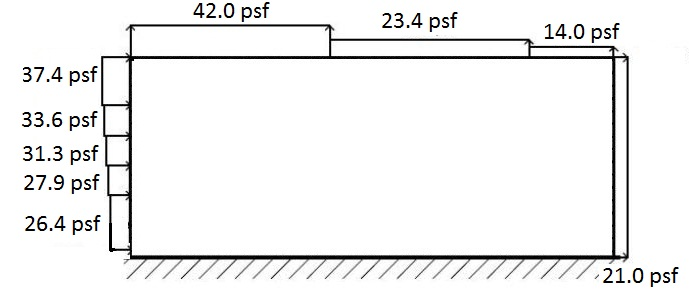 42.0 psf
23.4 psf
14.0 psf
37.4 psf
33.6 psf
31.3 psf
27.9 psf
26.4 psf
21.0 psf